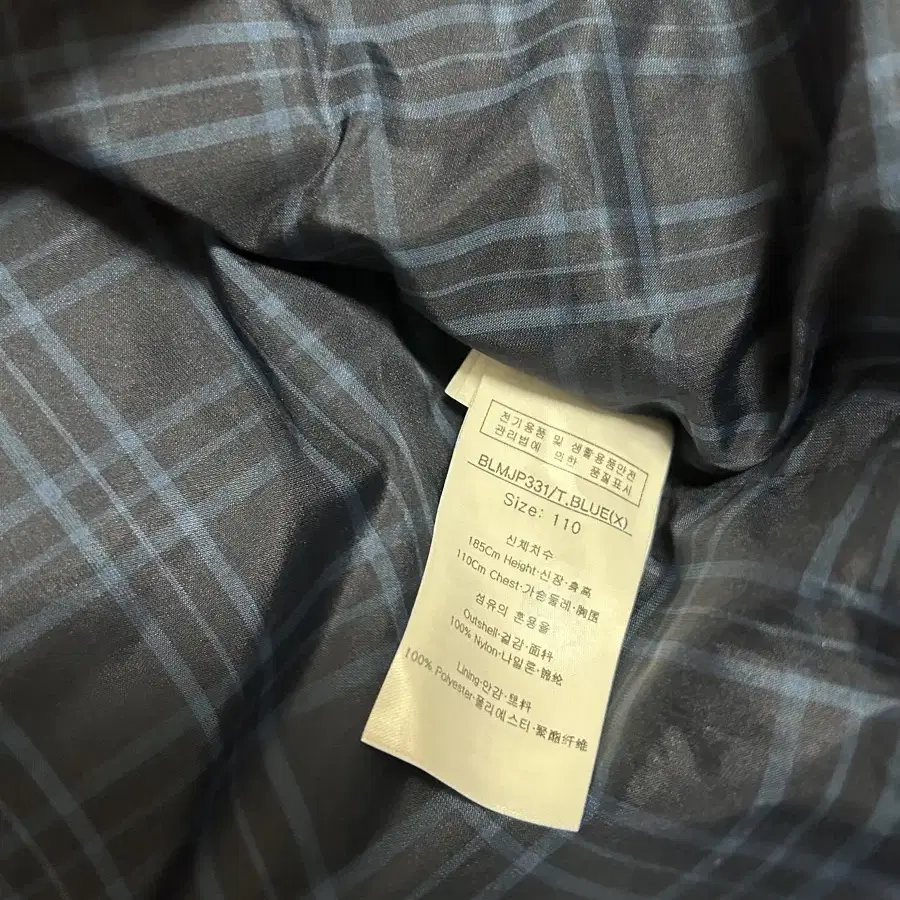 전기용품 및 생활용품안전
관리법에 의한 품질표시
BLMJP331/T.BLUE(X)
Size: 110
신체치수
185Cm Height·신장·身高
110Cm Chest·가슴둘레·胸围
섬유의 혼용율
Outshell·겉감·面料
100% Nylon·나일론·锦纶
Lining·안감·里料
100% Polyester·폴리에스터·聚酯纤维